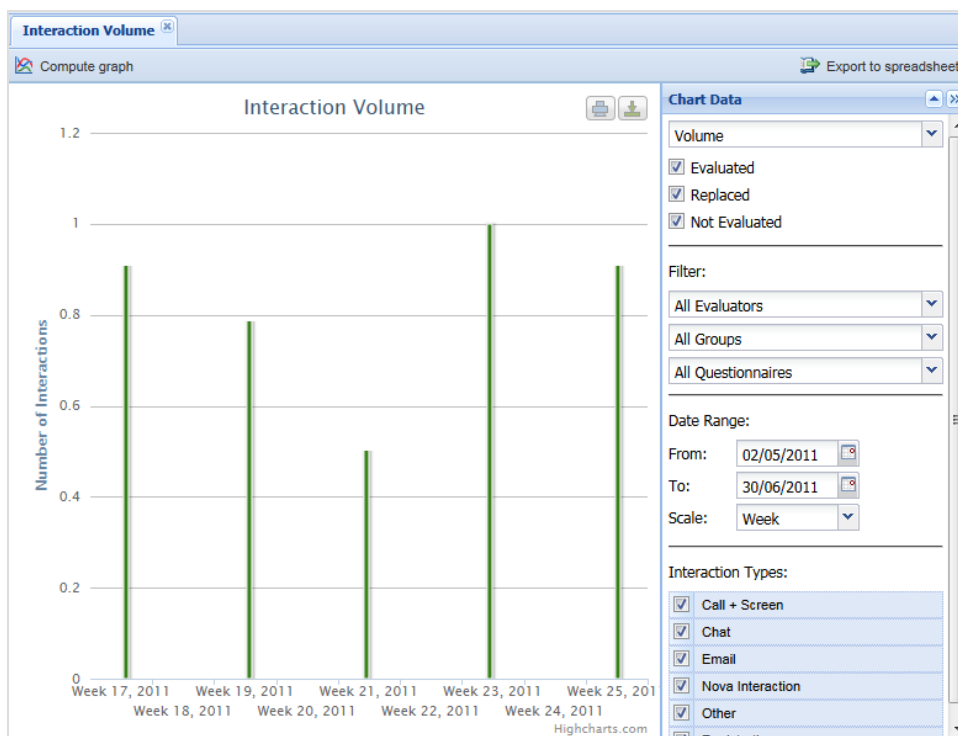 Interaction Volume
Compute graph
Export to spreadsheet
Interaction Volume
1.2
1
0.8
0.6
0.4
0.2
0
Number of Interactions
Week 17, 2011
Week 18, 2011
Week 19, 2011
Week 20, 2011
Week 21, 2011
Week 22, 2011
Week 23, 2011
Week 24, 2011
Week 25, 201
Highcharts.com
Chart Data
Volume
Evaluated
Replaced
Not Evaluated
Filter:
All Evaluators
All Groups
All Questionnaires
Date Range:
From: 02/05/2011
To: 30/06/2011
Scale: Week
Interaction Types:
Call + Screen
Chat
Email
Nova Interaction
Other